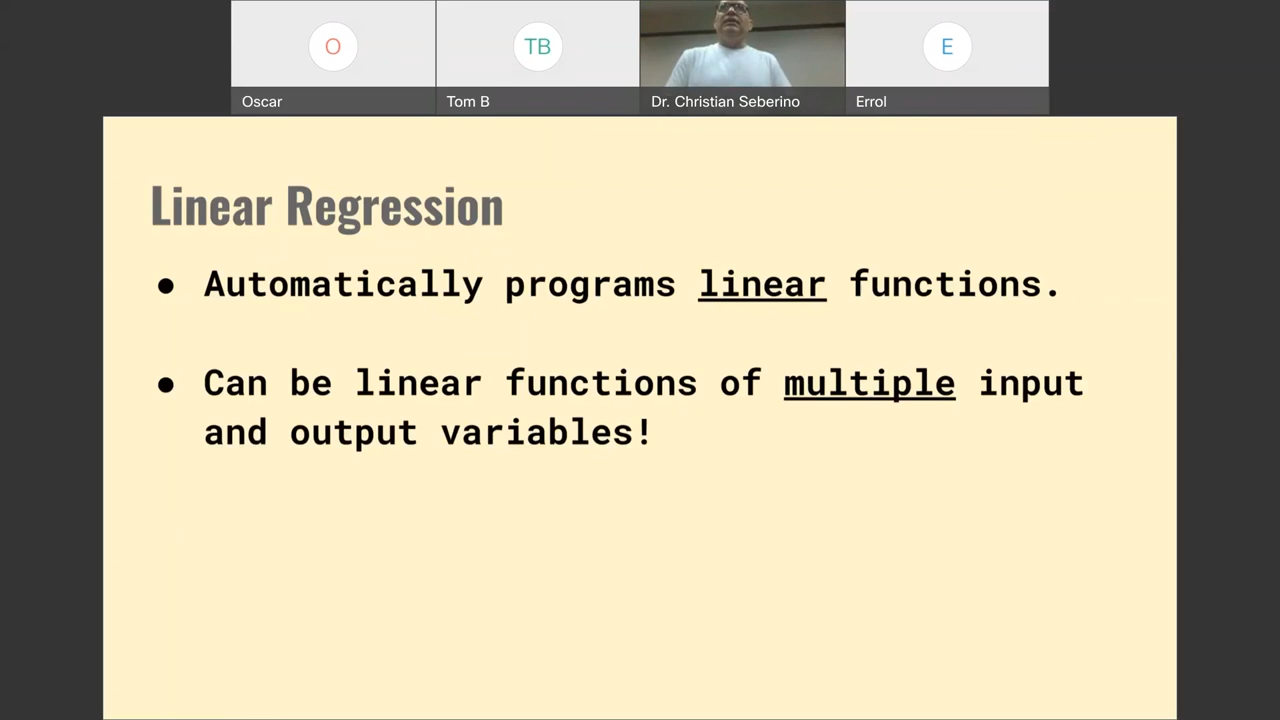 O
TB
E
Oscar
Tom B
Dr. Christian Seberino
Errol
Linear Regression
● Automatically programs linear functions.
● Can be linear functions of multiple input
and output variables!